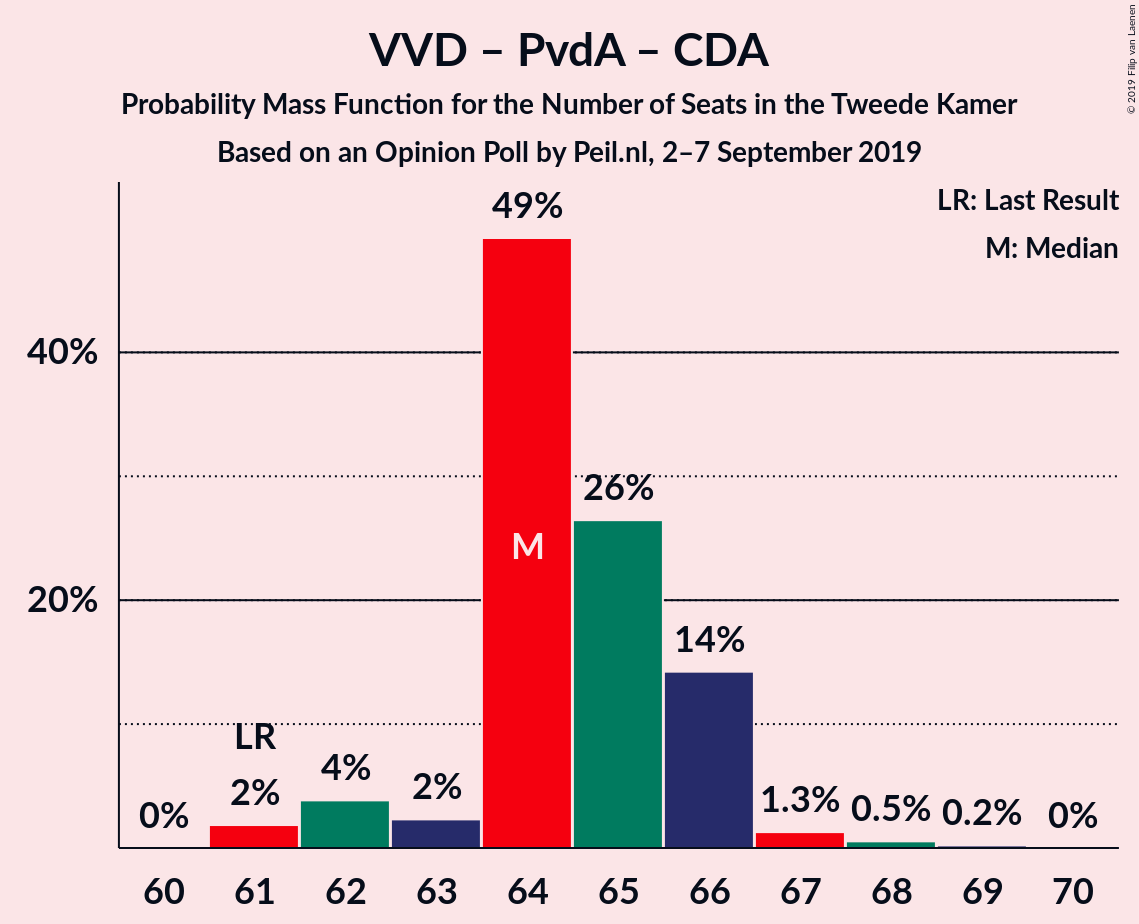 VVD – PvdA – CDA
Probability Mass Function for the Number of Seats in the Tweede Kamer
Based on an Opinion Poll by Peil.nl, 2–7 September 2019
© 2019 Filip van Laenen
LR: Last Result
M: Median
49%
40%
26%
M
20%
14%
LR
4%
2%
2%
0%
1.3%
0.5%
0.2%
0%
60 61 62 63 64 65 66 67 68 69 70